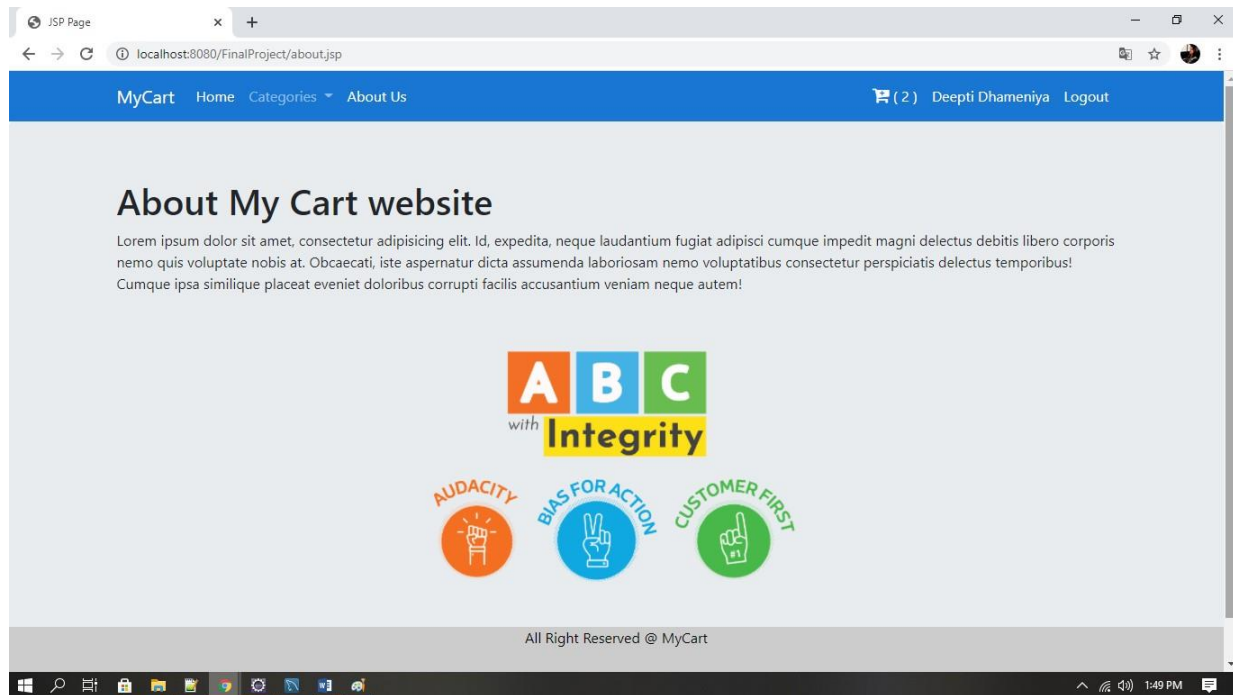 JSP Page
localhost:8080/FinalProject/about.jsp
MyCart Home Categories About Us ( 2 ) Deepti Dhameniya Logout
About My Cart website
Lorem ipsum dolor sit amet, consectetur adipisicing elit. Id, expedita, neque laudantium fugiat adipisci cumque impedit magni delectus debitis libero corporis
nemo quis voluptate nobis at. Obcaecati, iste aspernatur dicta assumenda laboriosam nemo voluptatibus consectetur perspiciatis delectus temporibus!
Cumque ipsa similique placeat eveniet doloribus corrupti facilis accusantium veniam neque autem!
A B C
with Integrity
AUDACITY BIAS FOR ACTION CUSTOMER FIRST
#1
All Right Reserved @ MyCart
1:49 PM